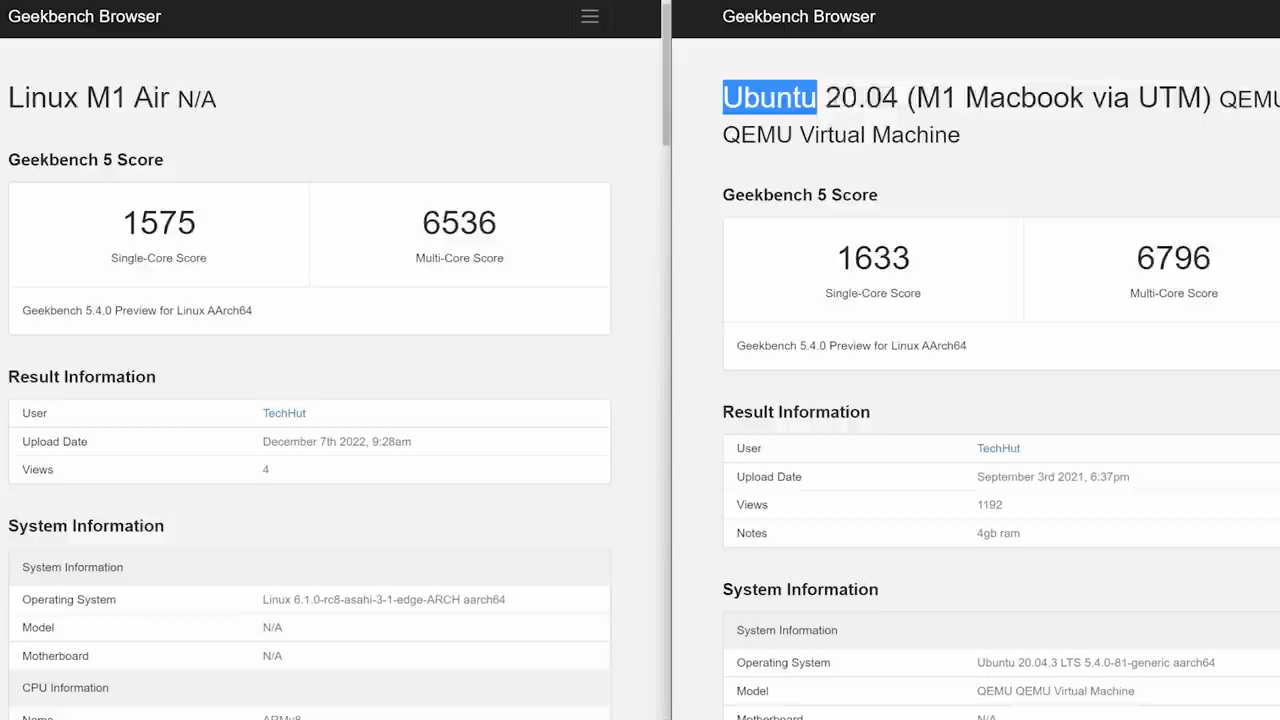 Geekbench Browser
Linux M1 Air N/A
Geekbench 5 Score
1575
6536
Single-Core Score
Multi-Core Score
Geekbench 5.4.0 Preview for Linux AArch64
Result Information
User TechHut
Upload Date December 7th 2022, 9:28am
Views 4
System Information
System Information
Operating System Linux 6.1.0-rc8-asahi-3-1-edge-ARCH aarch64
Model N/A
Motherboard N/A
CPU Information
Name ARMv8
Geekbench Browser
Ubuntu 20.04 (M1 Macbook via UTM) QEMU
QEMU Virtual Machine
Geekbench 5 Score
1633
6796
Single-Core Score
Multi-Core Score
Geekbench 5.4.0 Preview for Linux AArch64
Result Information
User TechHut
Upload Date September 3rd 2021, 6:37pm
Views 1192
Notes 4gb ram
System Information
System Information
Operating System Ubuntu 20.04.3 LTS 5.4.0-81-generic aarch64
Model QEMU QEMU Virtual Machine
Motherboard N/A